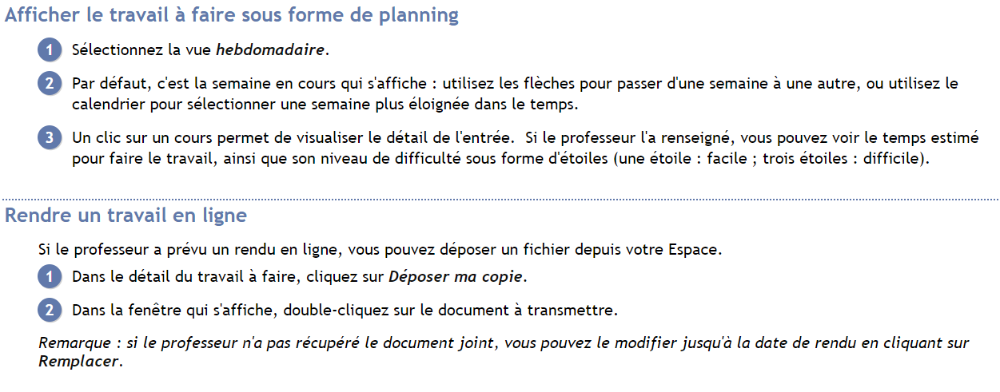 Afficher le travail à faire sous forme de planning
1 Sélectionnez la vue hebdomadaire.
2 Par défaut, c'est la semaine en cours qui s'affiche : utilisez les flèches pour passer d'une semaine à une autre, ou utilisez le
calendrier pour sélectionner une semaine plus éloignée dans le temps.
3 Un clic sur un cours permet de visualiser le détail de l'entrée. Si le professeur l'a renseigné, vous pouvez voir le temps estimé
pour faire le travail, ainsi que son niveau de difficulté sous forme d'étoiles (une étoile : facile ; trois étoiles : difficile).
Rendre un travail en ligne
Si le professeur a prévu un rendu en ligne, vous pouvez déposer un fichier depuis votre Espace.
1 Dans le détail du travail à faire, cliquez sur Déposer ma copie.
2 Dans la fenêtre qui s'affiche, double-cliquez sur le document à transmettre.
Remarque : si le professeur n'a pas récupéré le document joint, vous pouvez le modifier jusqu'à la date de rendu en cliquant sur
Remplacer.